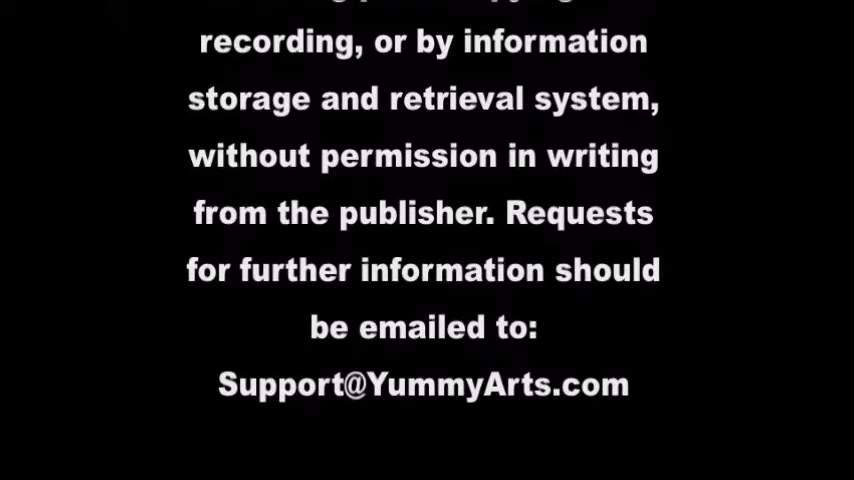 recording, or by information
storage and retrieval system,
without permission in writing
from the publisher. Requests
for further information should
be emailed to:
Support@YummyArts.com